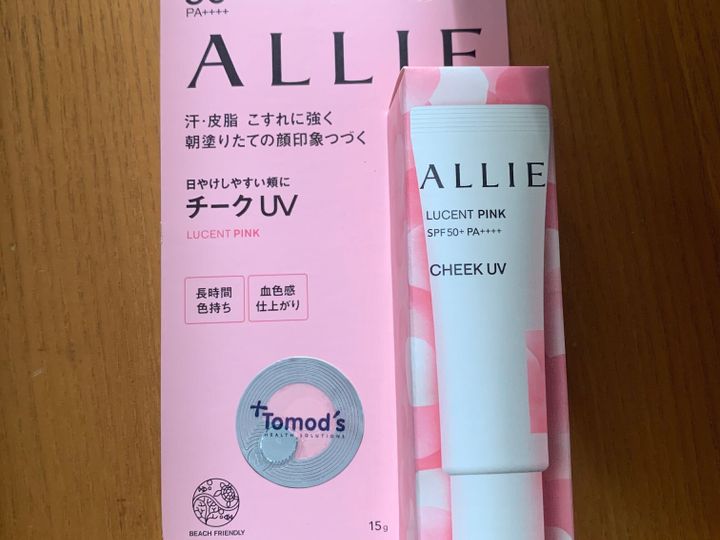 PA++++
ALLIE
汗・皮脂 こすれに強く
朝塗りたての顔印象つづく
日やけしやすい頬に
チークUV
LUCENT PINK
長時間
色持ち
血色感
仕上がり
+Tomod's
HEALTH SOLUTIONS
BEACH FRIENDLY
15g
ALLIE
LUCENT PINK
SPF50+ PA++++
CHEEK UV